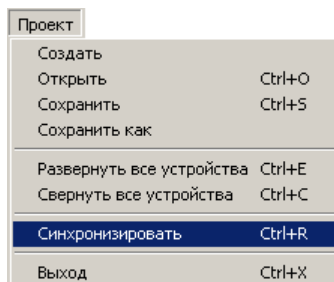 Проект
Создать
Открыть Ctrl+O
Сохранить Ctrl+S
Сохранить как
Развернуть все устройства Ctrl+E
Свернуть все устройства Ctrl+C
Синхронизировать Ctrl+R
Выход Ctrl+X